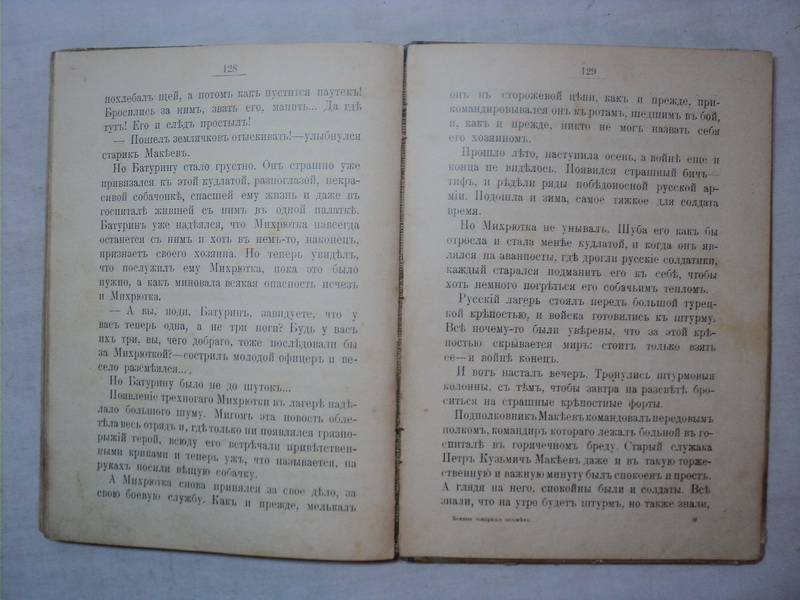 128
похлебалъ щей, а потомъ какъ пустится наутекъ!
Бросились за нимъ, звать его, манить... Да гдѣ
тутъ! Его и слѣдъ простылъ!
— Пошелъ землячковъ отыскивать!—улыбнулся
старикъ Макѣевъ.
Но Батурину стало грустно. Онъ страшно уже
привязался къ этой кудлатой, разноглазой, некра-
сивой собачонкѣ, спасшей ему жизнь и даже въ
госпиталѣ жившей съ нимъ въ одной палаткѣ.
Батуринъ уже надѣялся, что Михрютка навсегда
останется съ нимъ и хоть въ немъ-то, наконецъ,
признаетъ своего хозяина. Но теперь увидѣлъ,
что послужилъ ему Михрютка, пока это было
нужно, а какъ миновала всякая опасность исчезъ
и Михрютка.
— А вы, поди, Батуринъ, завидуете, что у
васъ теперь одна, а не три ноги? Будь у васъ
ихъ три, вы, чего добраго, тоже послѣдовали бы
за Михрюткой?—сострилъ молодой офицеръ и ве-
село разсмѣялся...
Но Батурину было не до шутокъ...
Появленіе трехногаго Михрютки въ лагерѣ надѣ-
лало большого шуму. Мигомъ эта новость обле-
тѣла весь отрядъ и, гдѣ только ни появлялся грязно-
рыжій герой, всюду его встрѣчали привѣтствен-
ными криками и теперь ужъ, что называется, на
рукахъ носили вѣщую собачку.
А Михрютка снова принялся за свое дѣло, за
свою боевую службу. Какъ и прежде, мелькалъ
129
онъ въ сторожевой цѣпи, какъ и прежде, при-
командировывался онъ къ ротамъ, шедшимъ въ бой,
и, какъ и прежде, никто не могъ назвать себя
его хозяиномъ.
Прошло лѣто, наступила осень, а войнѣ еще и
конца не видѣлось. Появился страшный бичъ—
тифъ, и рѣдѣли ряды побѣдоносной русской ар-
міи. Подошла и зима, самое тяжкое для солдата
время.
Но Михрютка не унывалъ. Шуба его какъ бы
отросла и стала менѣе кудлатой, и когда онъ яв-
лялся на аванпосты, гдѣ дрогли русскіе солдатики,
каждый старался подманить его къ себѣ, чтобы
хоть немного погрѣться его собачьимъ тепломъ.
Русскій лагерь стоялъ передъ большой турец-
кой крѣпостью, и войска готовились къ штурму.
Всѣ почему-то были увѣрены, что за этой крѣ-
постью скрывается миръ: стоитъ только взять
ее—и войнѣ конецъ.
И вотъ насталъ вечеръ. Тронулись штурмовыя
колонны, съ тѣмъ, чтобы завтра на разсвѣтѣ бро-
ситься на страшные крѣпостные форты.
Подполковникъ Макѣевъ командовалъ передовымъ
полкомъ, командиръ котораго лежалъ больной въ го-
спиталѣ въ горячечномъ бреду. Старый служака
Петръ Кузьмичъ Макѣевъ даже и въ такую торже-
ственную и важную минуту былъ спокоенъ и простъ.
А глядя на него, спокойны были и солдаты. Всѣ
знали, что на утро будетъ штурмъ, но также знали,